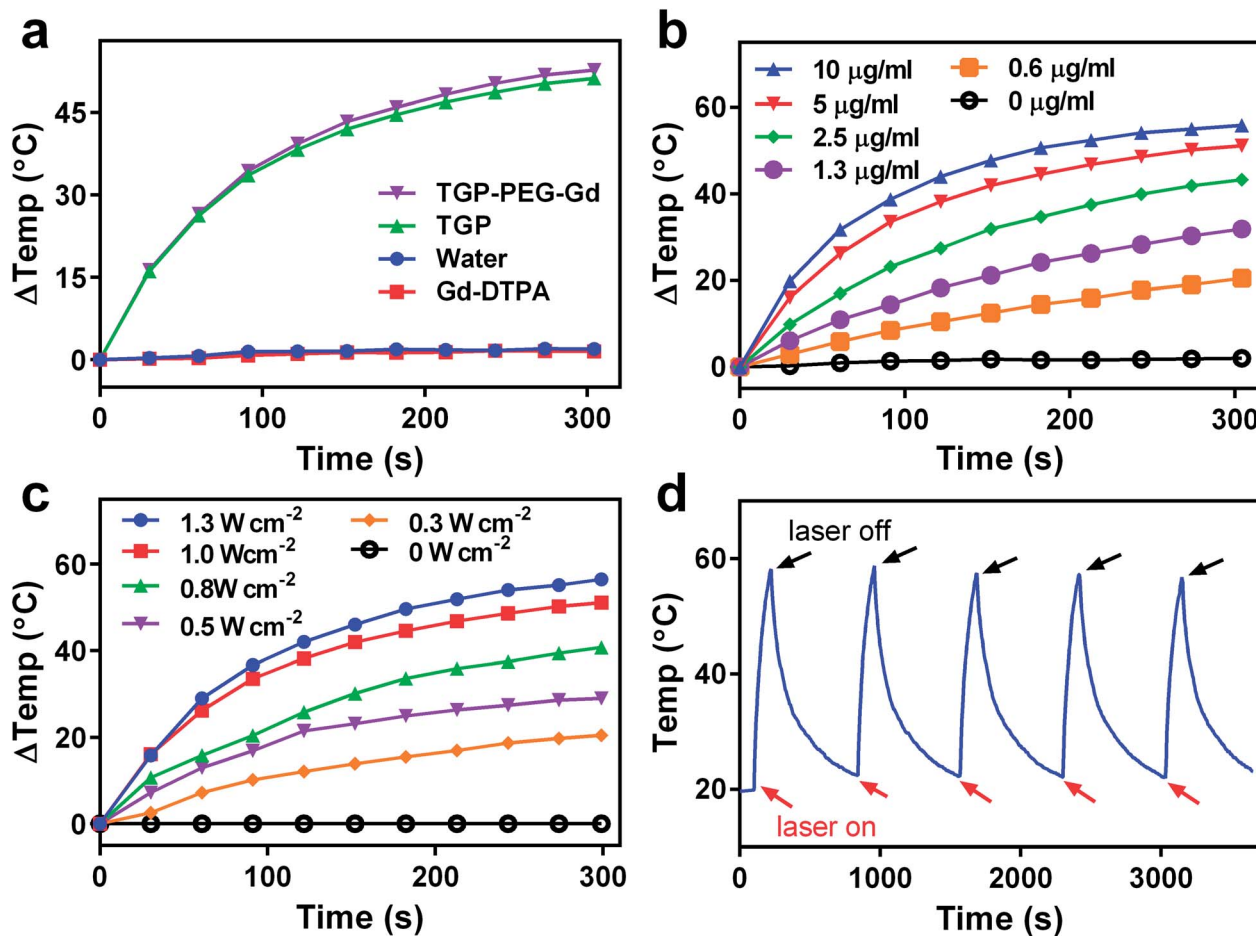 a
ΔTemp (°C)
45
30
15
0
TGP-PEG-Gd
TGP
Water
Gd-DTPA
0
100
200
300
Time (s)
b
ΔTemp (°C)
60
40
20
0
10 μg/ml
5 μg/ml
2.5 μg/ml
1.3 μg/ml
0.6 μg/ml
0 μg/ml
0
100
200
300
Time (s)
c
ΔTemp (°C)
60
40
20
0
1.3 W cm⁻²
1.0 Wcm⁻²
0.8W cm⁻²
0.5 W cm⁻²
0.3 W cm⁻²
0 W cm⁻²
0
100
200
300
Time (s)
d
Temp (°C)
60
40
20
laser off
laser on
0
1000
2000
3000
Time (s)